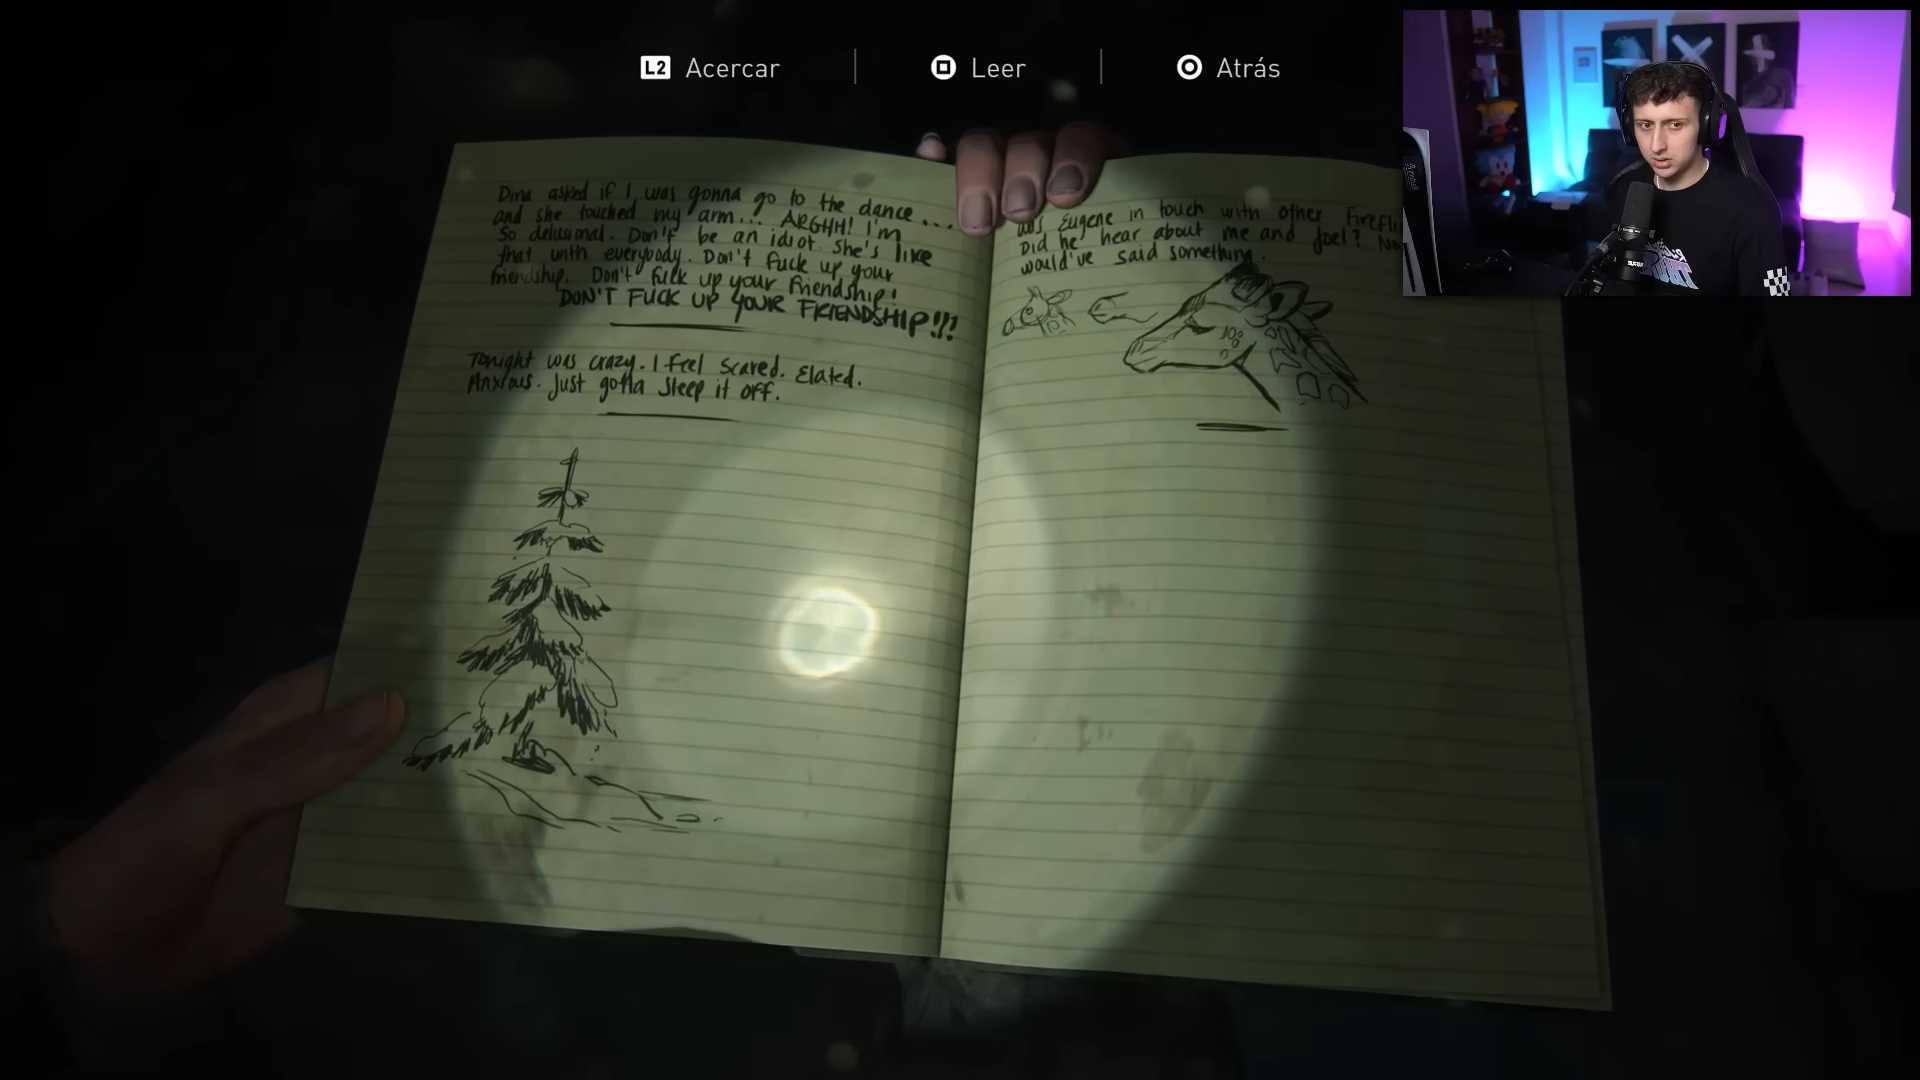 L2 Acercar
Leer
Atrás
Dina asked if I was gonna go to the dance...
and she touched my arm... ARGHH! I'm
so delusional. Don't be an idiot. She's like
that with everybody. Don't fuck up your
friendship. Don't fuck up your friendship!
DON'T FUCK UP YOUR FRIENDSHIP!!!
Tonight was crazy. I feel scared. Elated.
Anxious. Just gotta sleep it off.
Was Eugene in touch with other Firefli
Did he hear about me and Joel? No
would've said something.